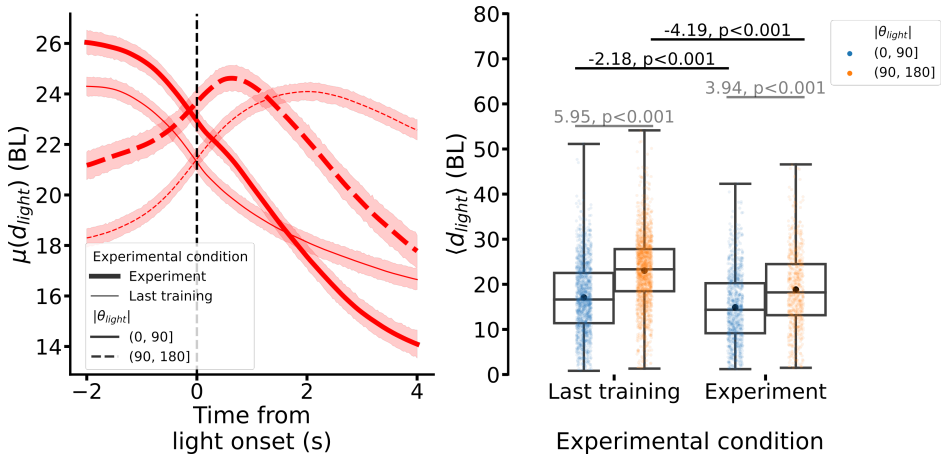 26
24
22
20
18
16
14
μ(d_light) (BL)
Experimental condition
Experiment
Last training
|θ_light|
(0, 90]
(90, 180]
−2
0
2
4
Time from
light onset (s)
80
70
60
50
40
30
20
10
0
⟨d_light⟩ (BL)
-4.19, p<0.001
-2.18, p<0.001
3.94, p<0.001
5.95, p<0.001
|θ_light|
(0, 90]
(90, 180]
Last training
Experiment
Experimental condition